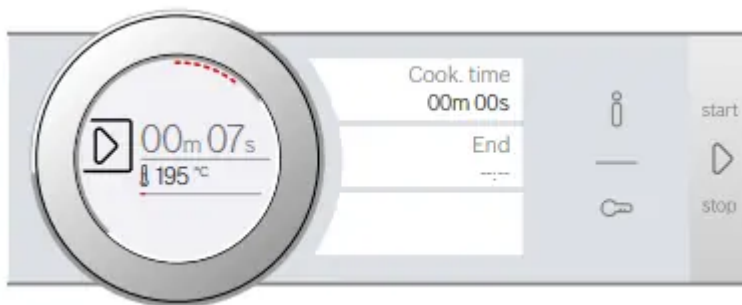 00m 07s
195 °C
Cook. time
00m 00s
End
--:--
start
stop